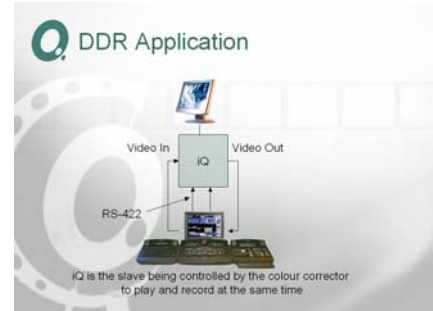 Q DDR Application
Video In
Video Out
iQ
RS-422
iQ is the slave being controlled by the colour corrector
to play and record at the same time